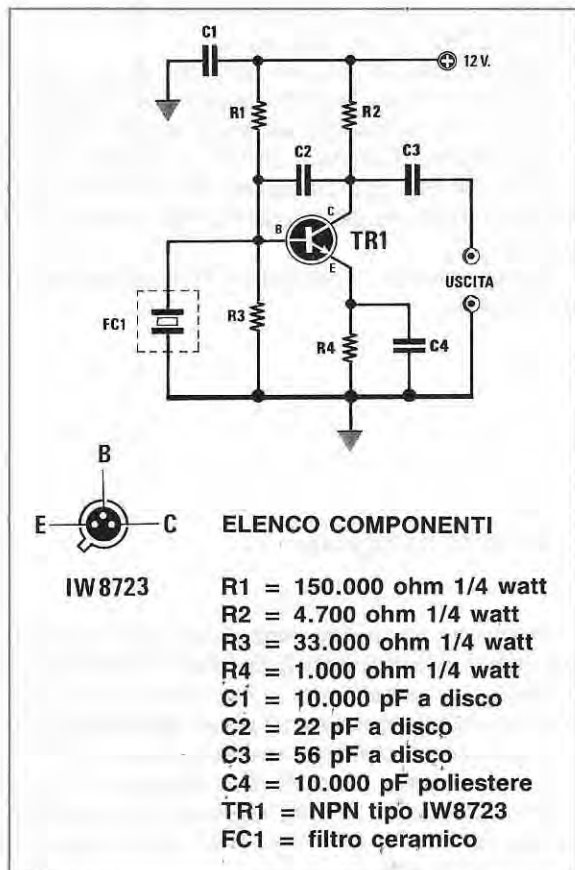 C1
12 V.
R1
R2
C2
C3
C
B
TR1
E
USCITA
FC1
R3
R4
C4
B
E
C
IW8723
ELENCO COMPONENTI
R1 = 150.000 ohm 1/4 watt
R2 = 4.700 ohm 1/4 watt
R3 = 33.000 ohm 1/4 watt
R4 = 1.000 ohm 1/4 watt
C1 = 10.000 pF a disco
C2 = 22 pF a disco
C3 = 56 pF a disco
C4 = 10.000 pF poliestere
TR1 = NPN tipo IW8723
FC1 = filtro ceramico